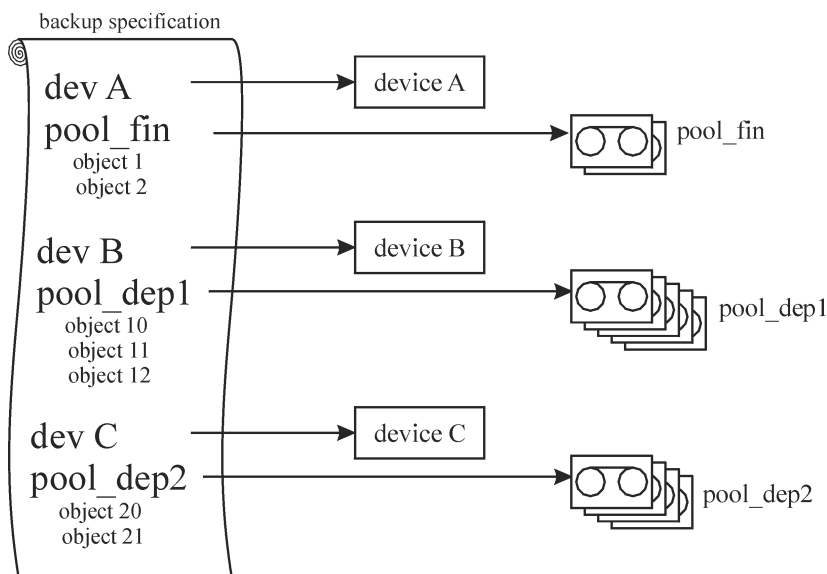 backup specification
dev A
device A
pool_fin
pool_fin
object 1
object 2
dev B
device B
pool_dep1
pool_dep1
object 10
object 11
object 12
dev C
device C
pool_dep2
pool_dep2
object 20
object 21